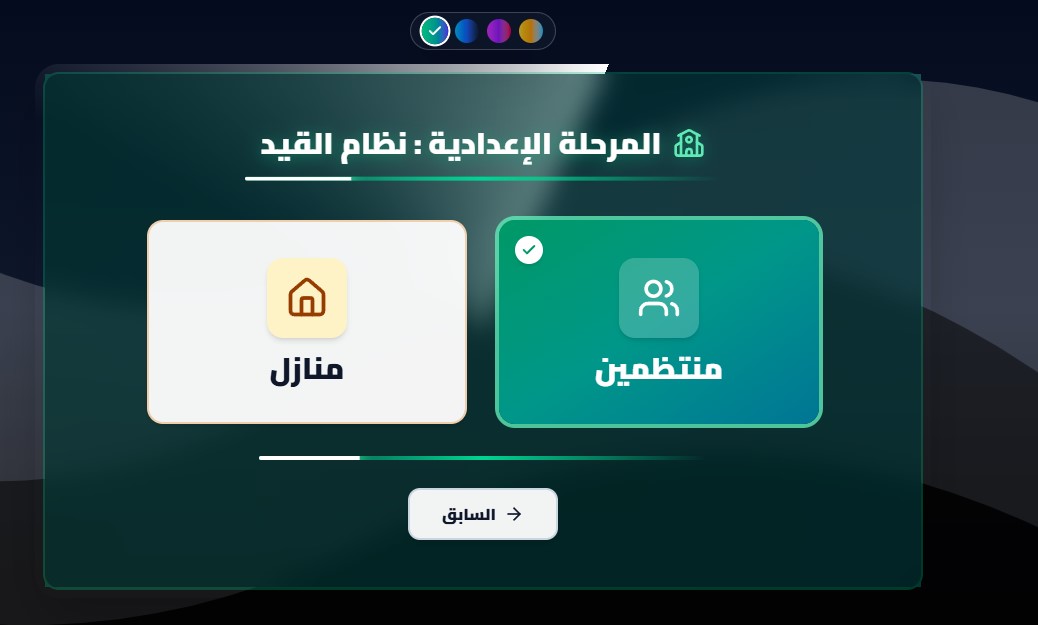 المرحلة الإعدادية : نظام القيد
منتظمين
منازل
السابق